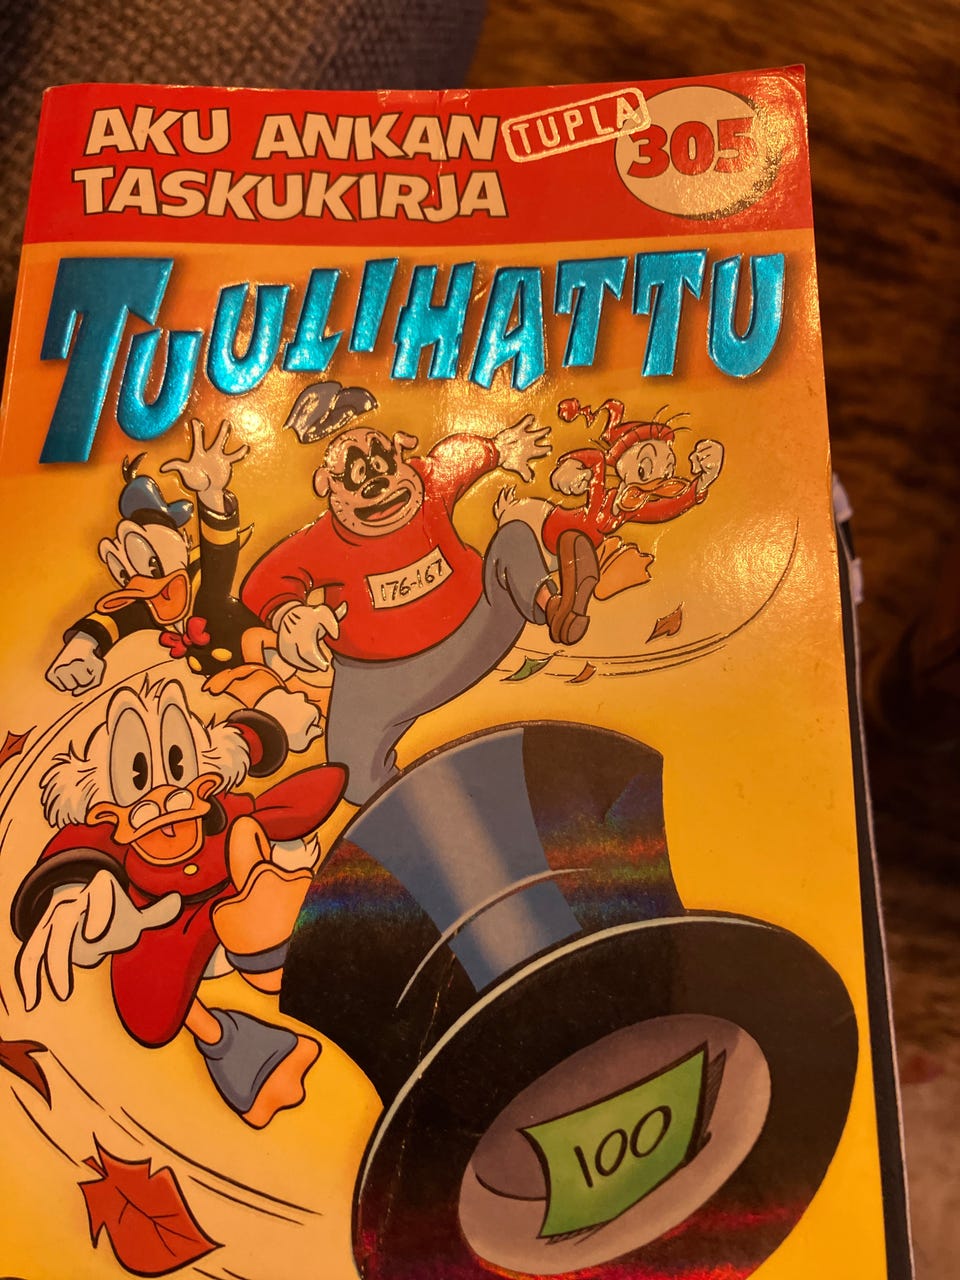 AKU ANKAN
TASKUKIRJA
TUPLA
305
TUULIHATTU
176-167
100